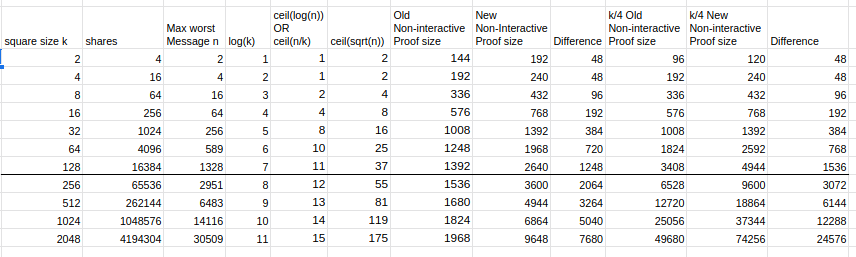 ceil(log(n)) Old New k/4 Old k/4 New
Max worst OR Non-interactive Non-Interactive Non-interactive Non-interactive
square size k shares Message n log(k) ceil(n/k) ceil(sqrt(n)) Proof size Proof size Difference Proof size Proof size Difference
2 4 2 1 1 2 144 192 48 96 120 48
4 16 4 2 1 2 192 240 48 192 240 48
8 64 16 3 2 4 336 432 96 336 432 96
16 256 64 4 4 8 576 768 192 576 768 192
32 1024 256 5 8 16 1008 1392 384 1008 1392 384
64 4096 589 6 10 25 1248 1968 720 1824 2592 768
128 16384 1328 7 11 37 1392 2640 1248 3408 4944 1536
256 65536 2951 8 12 55 1536 3600 2064 6528 9600 3072
512 262144 6483 9 13 81 1680 4944 3264 12720 18864 6144
1024 1048576 14116 10 14 119 1824 6864 5040 25056 37344 12288
2048 4194304 30509 11 15 175 1968 9648 7680 49680 74256 24576